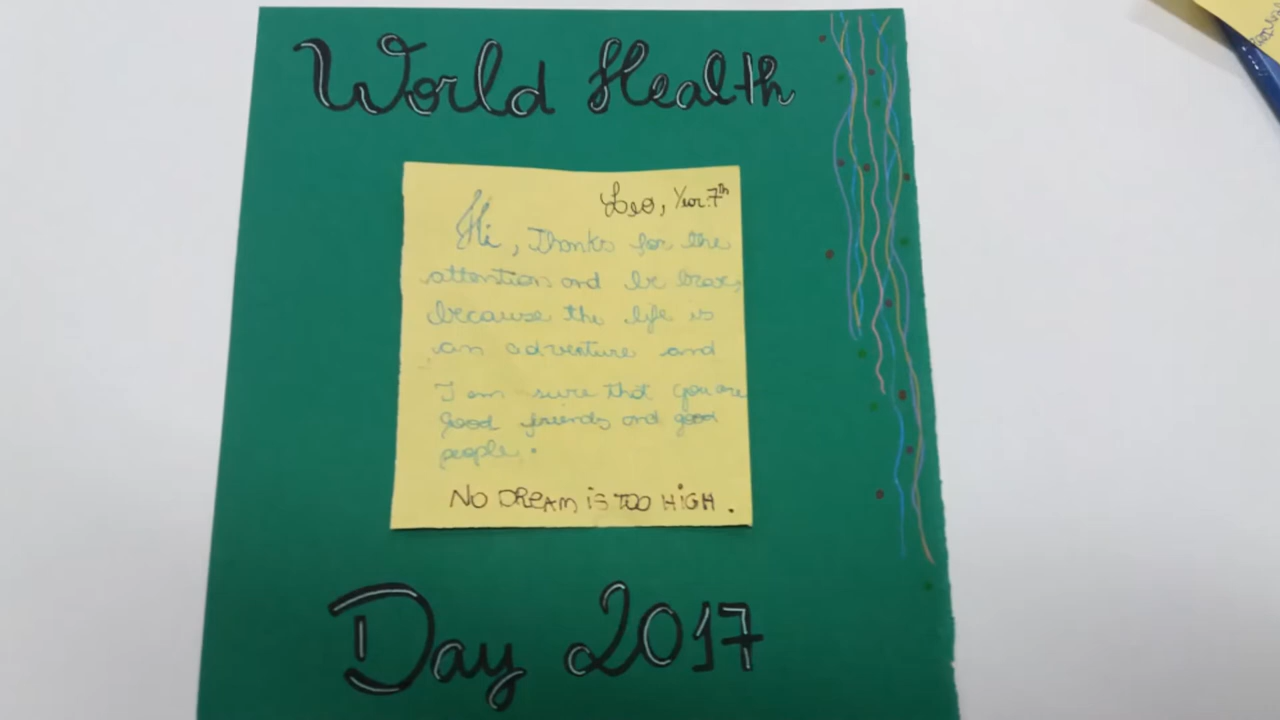 World Health
Leo, Year 7th
Hi, Thanks for the
attention and be brave,
because the life is
an adventure and
I am sure that you are
good friends and good
people.
NO DREAM iS TOO HiGH.
Day 2017